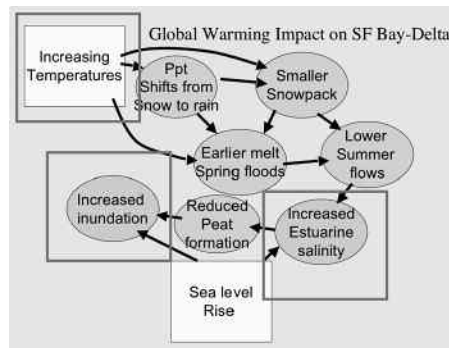 Global Warming Impact on SF Bay-Delta
Increasing
Temperatures
Ppt
Shifts from
Snow to rain
Smaller
Snowpack
Earlier melt
Spring floods
Lower
Summer
flows
Increased
inundation
Reduced
Peat
formation
Increased
Estuarine
salinity
Sea level
Rise